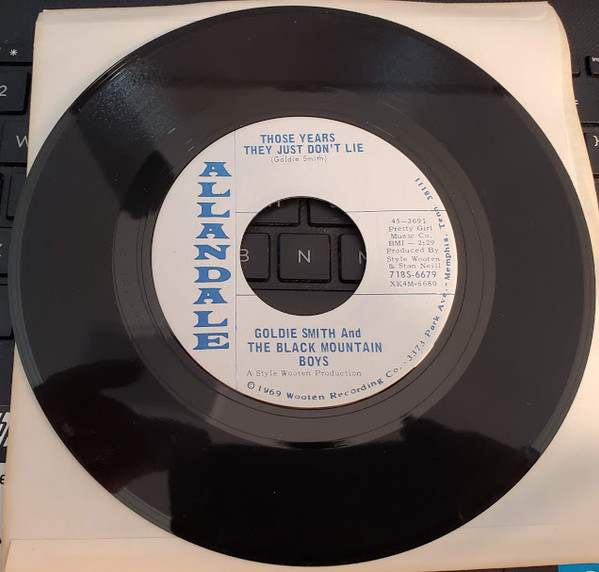 THOSE YEARS
THEY JUST DON'T LIE
(Goldie Smith)
ALLANDALE
45-3691
Pretty Girl
Music Co.
BMI - 2:29
Produced By
Style Wooten
& Stan Neill
718S-6679
XK4M-6680
GOLDIE SMITH And
THE BLACK MOUNTAIN
BOYS
A Style Wooten Production
©1969 Wooten Recording Co., 3373 Park Ave. - Memphis, Tenn 38111
2
W
B
N